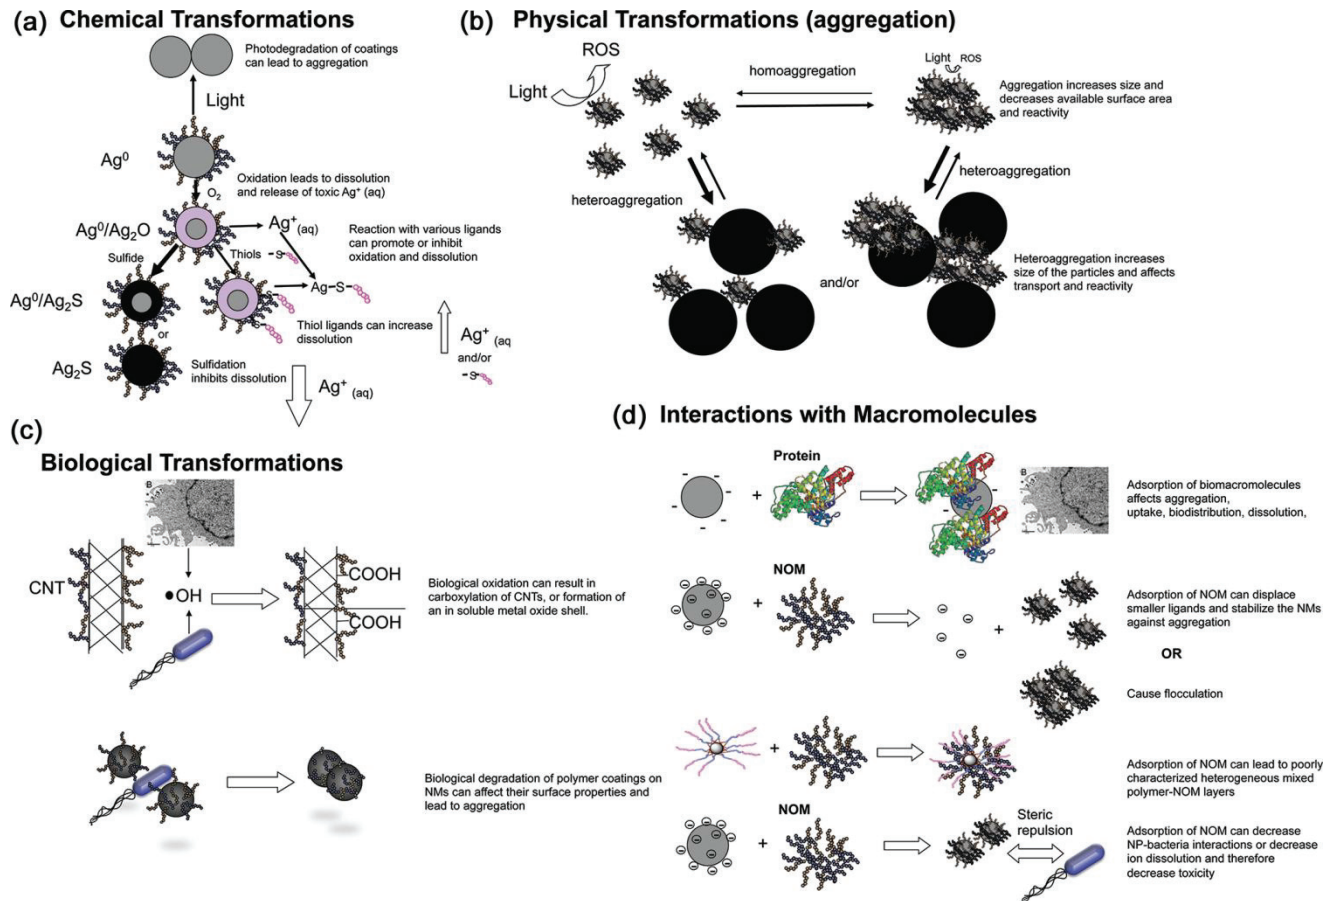 (a) Chemical Transformations
Photodegradation of coatings
can lead to aggregation
Light
Ag⁰
Oxidation leads to dissolution
and release of toxic Ag⁺ (aq)
O₂
Ag⁰/Ag₂O
Ag⁺(aq)
Reaction with various ligands
can promote or inhibit
oxidation and dissolution
Sulfide
Thiols
-S-
Ag⁰/Ag₂S
S-
Ag-S-
S-
Thiol ligands can increase
dissolution
or
Ag⁺(aq
and/or
-S-
Ag₂S
Sulfidation
inhibits dissolution
Ag⁺(aq)
(b) Physical Transformations (aggregation)
ROS
Light
homoaggregation
Light
ROS
Aggregation increases size and
decreases available surface area
and reactivity
heteroaggregation
heteroaggregation
and/or
Heteroaggregation increases
size of the particles and affects
transport and reactivity
(c)
Biological Transformations
B
CNT
•OH
COOH
COOH
Biological oxidation can result in
carboxylation of CNTs, or formation of
an in soluble metal oxide shell.
Biological degradation of polymer coatings on
NMs can affect their surface properties and
lead to aggregation
(d) Interactions with Macromolecules
Protein
+
B
Adsorption of biomacromolecules
affects aggregation,
uptake, biodistribution, dissolution,
NOM
+
+
Adsorption of NOM can displace
smaller ligands and stabilize the NMs
against aggregation
OR
Cause flocculation
+
Adsorption of NOM can lead to poorly
characterized heterogeneous mixed
polymer-NOM layers
NOM
+
Steric
repulsion
Adsorption of NOM can decrease
NP-bacteria interactions or decrease
ion dissolution and therefore
decrease toxicity